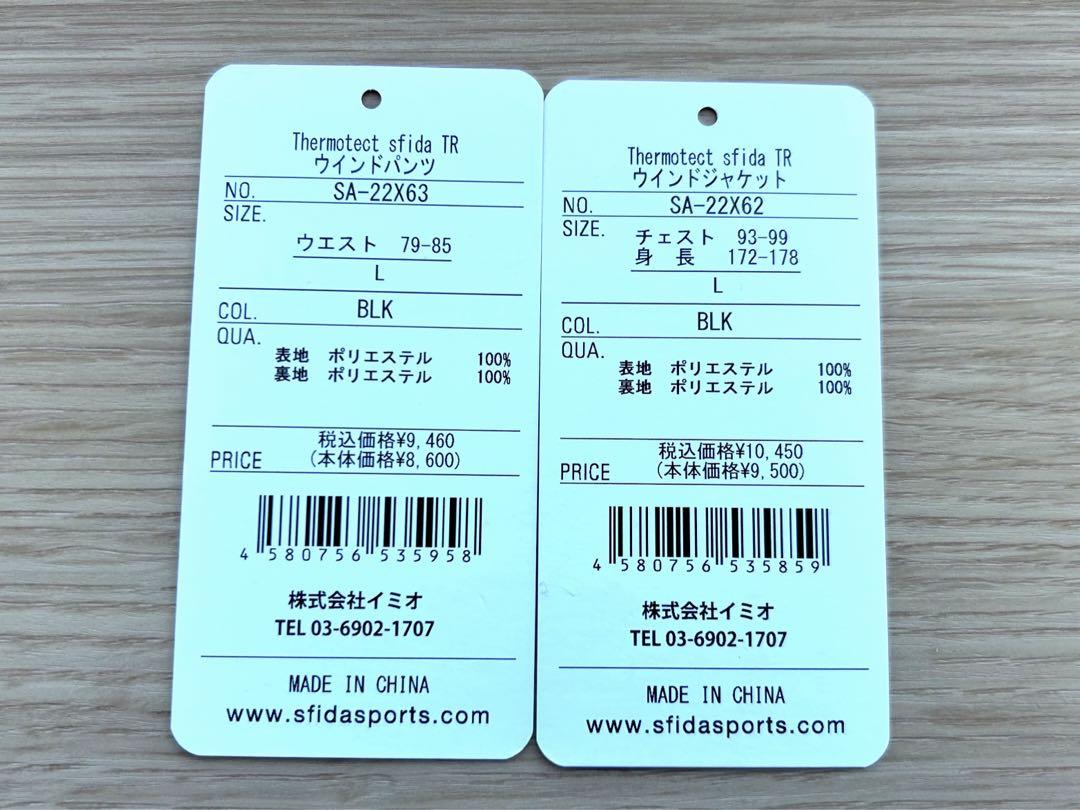 Thermotect sfida TR
ウインドパンツ
NO. SA-22X63
SIZE.
ウエスト 79-85
L
COL. BLK
QUA.
表地 ポリエステル 100%
裏地 ポリエステル 100%
税込価格¥9,460
PRICE (本体価格¥8,600)
4 580756 535958
株式会社イミオ
TEL 03-6902-1707
MADE IN CHINA
www.sfidasports.com
Thermotect sfida TR
ウインドジャケット
NO. SA-22X62
SIZE. チェスト 93-99
身 長 172-178
L
COL. BLK
QUA.
表地 ポリエステル 100%
裏地 ポリエステル 100%
税込価格¥10,450
PRICE (本体価格¥9,500)
4 580756 535859
株式会社イミオ
TEL 03-6902-1707
MADE IN CHINA
www.sfidasports.com